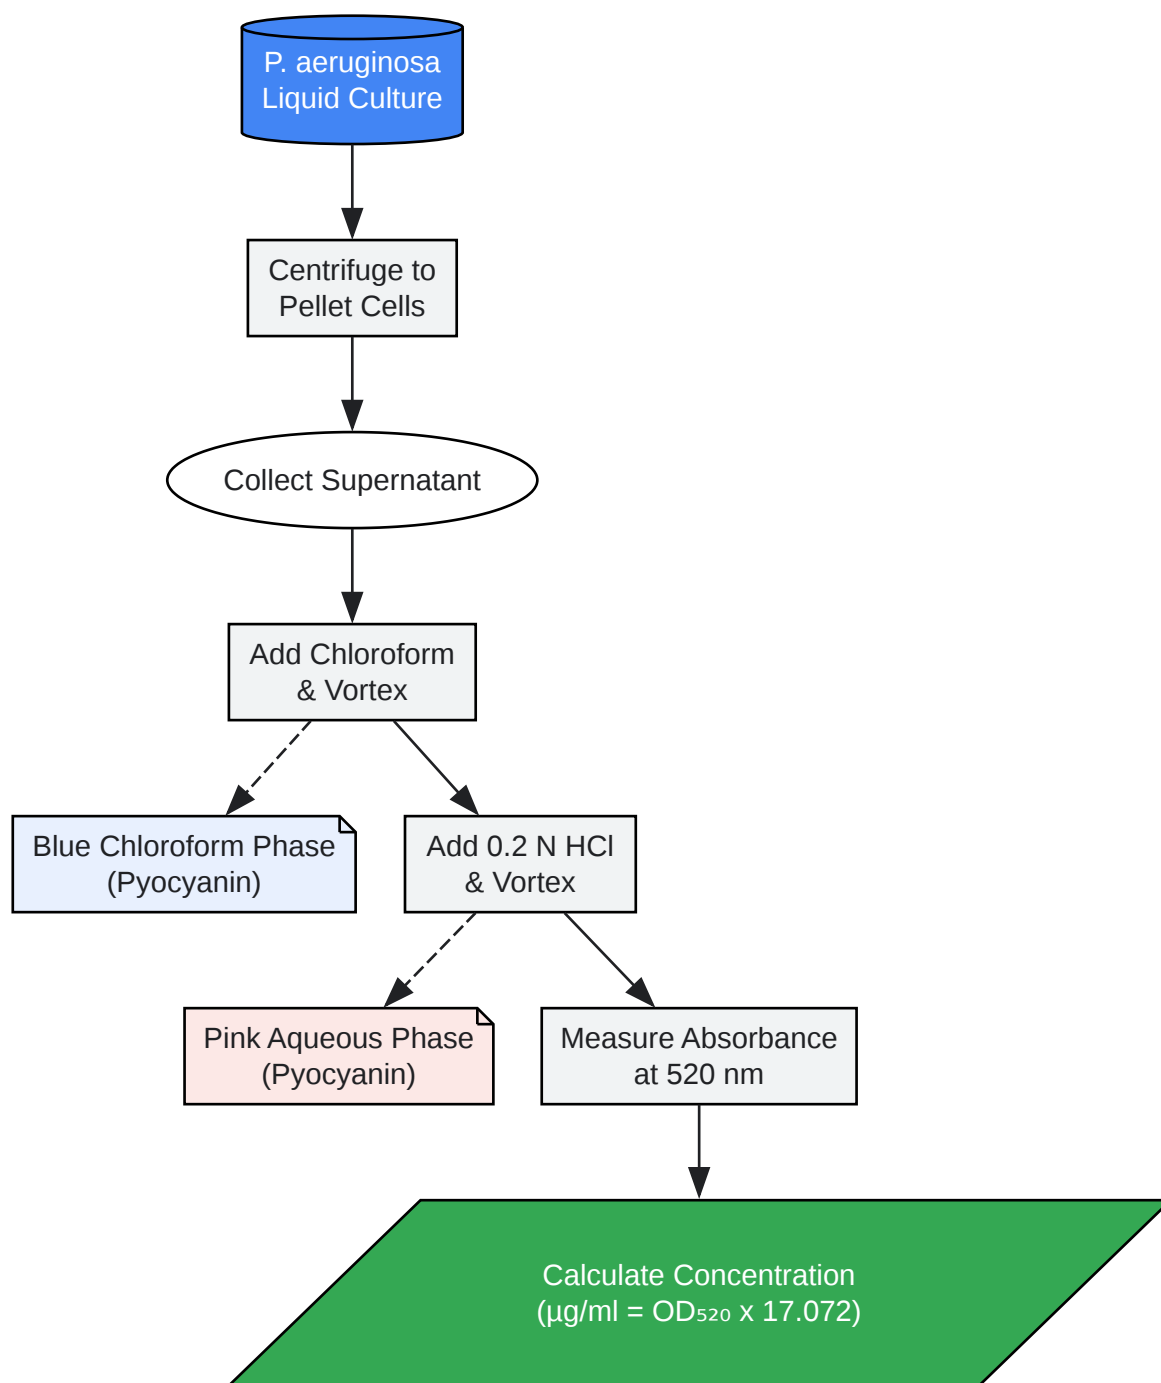 P. aeruginosa
Liquid Culture
Centrifuge to
Pellet Cells
Collect Supernatant
Add Chloroform
& Vortex
Blue Chloroform Phase
(Pyocyanin)
Add 0.2 N HCl
& Vortex
Pink Aqueous Phase
(Pyocyanin)
Measure Absorbance
at 520 nm
Calculate Concentration
(µg/ml = OD₅₂₀ x 17.072)